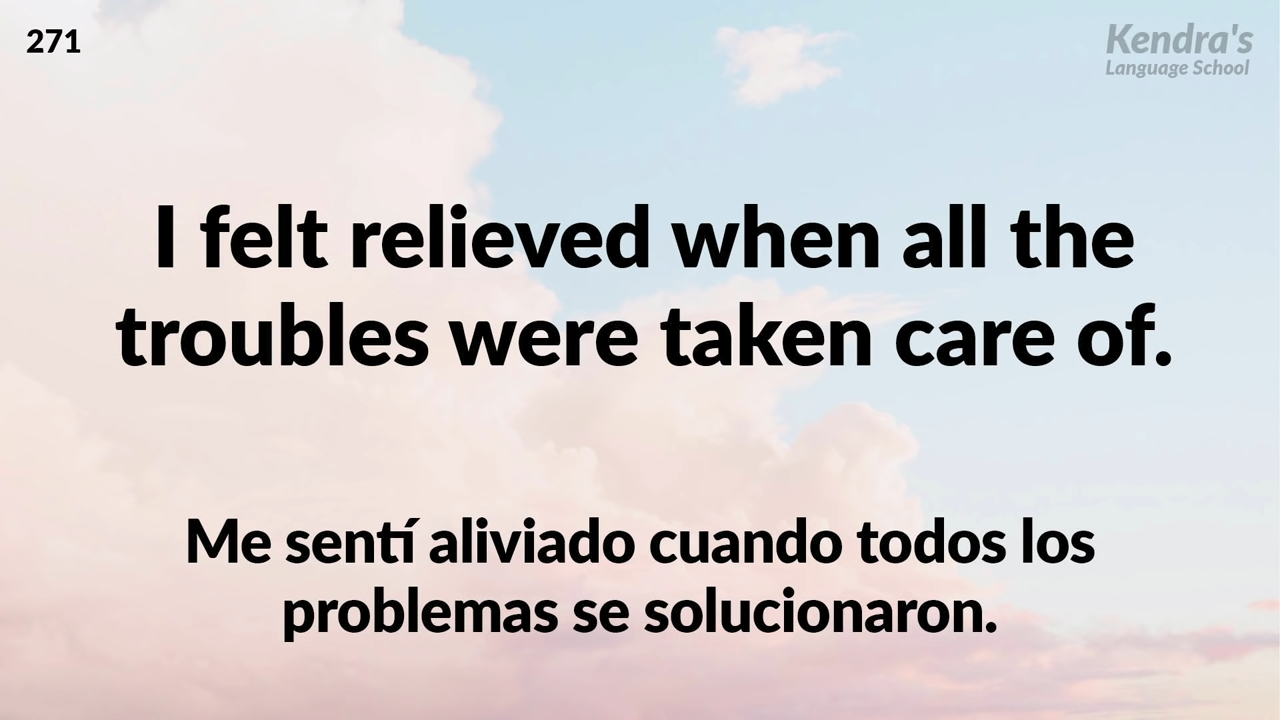 271
Kendra's
Language School
I felt relieved when all the
troubles were taken care of.
Me sentí aliviado cuando todos los
problemas se solucionaron.